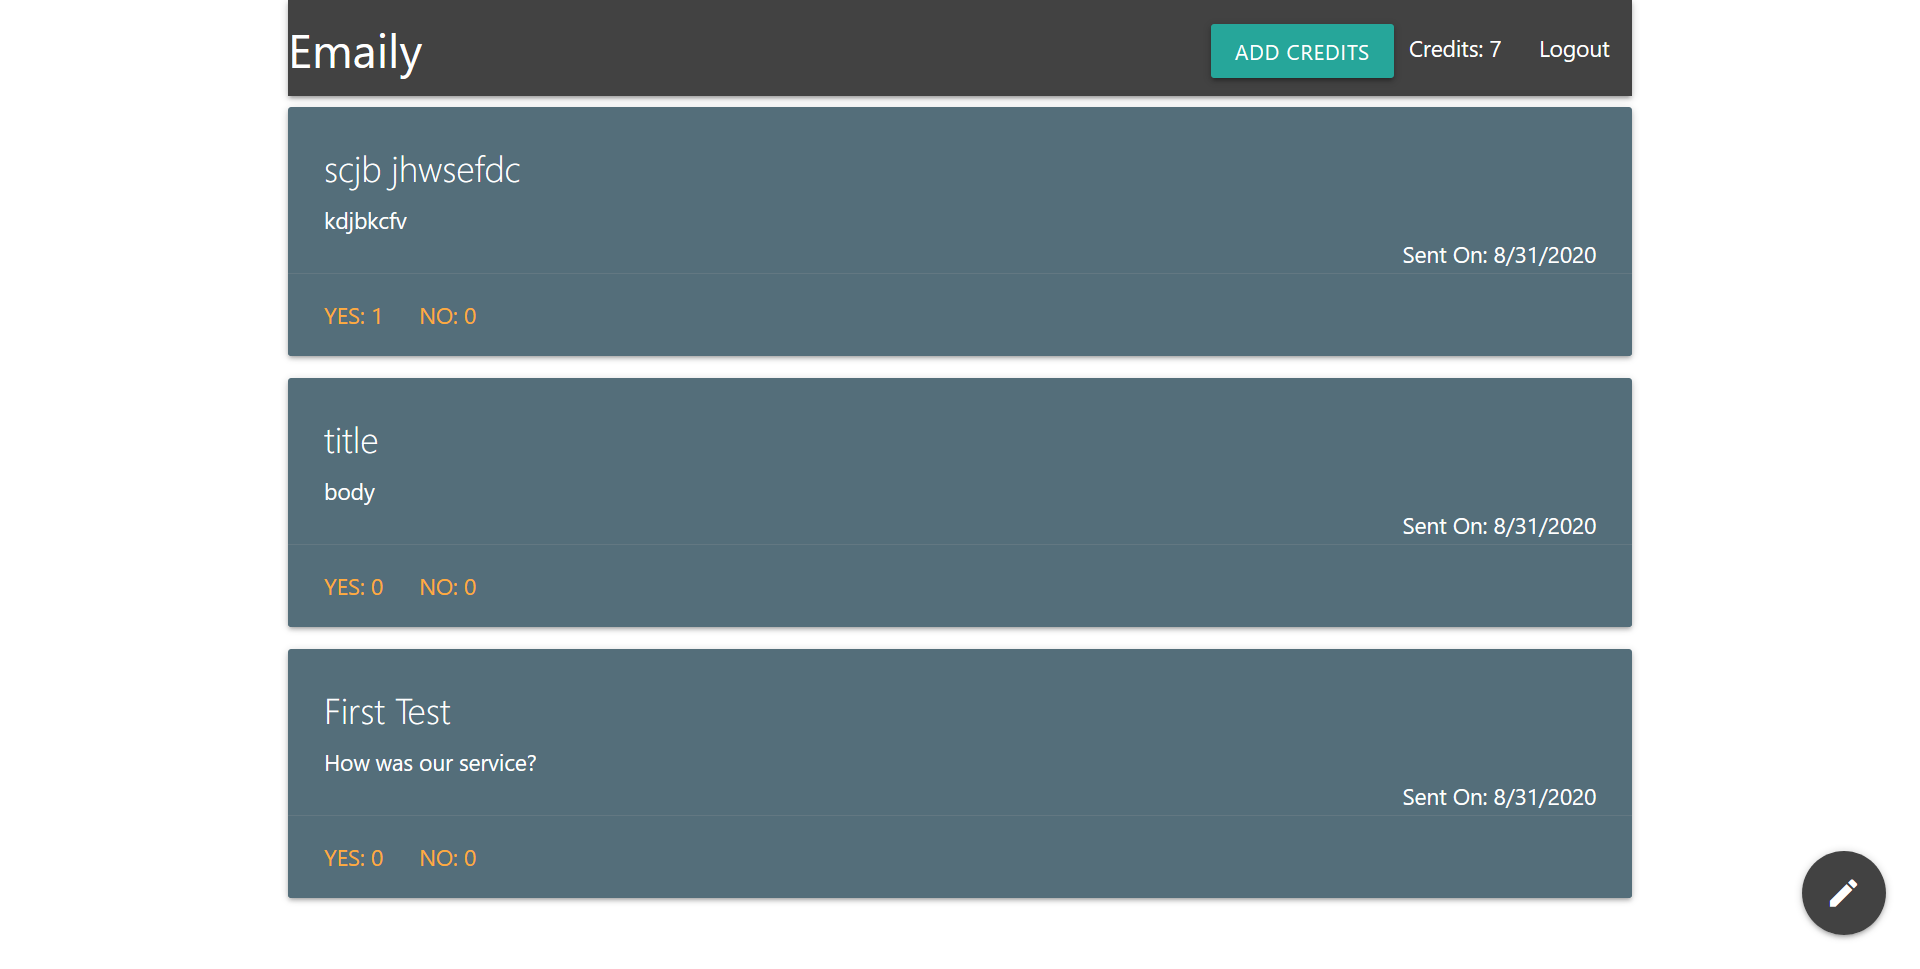 Emaily
ADD CREDITS
Credits: 7
Logout
scjb jhwsefdc
kdjbkcfv
Sent On: 8/31/2020
YES: 1 NO: 0
title
body
Sent On: 8/31/2020
YES: 0 NO: 0
First Test
How was our service?
Sent On: 8/31/2020
YES: 0 NO: 0